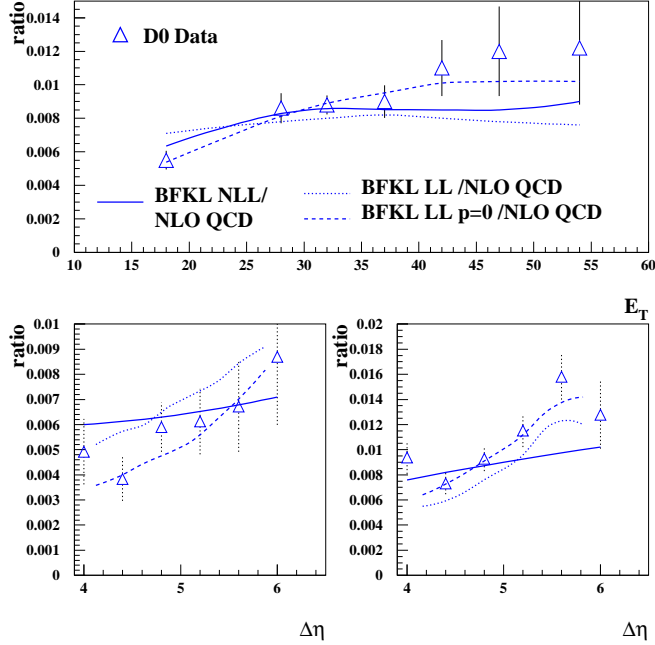 ratio
0.014
0.012
0.01
0.008
0.006
0.004
0.002
0
D0 Data
BFKL NLL/
NLO QCD
BFKL LL /NLO QCD
BFKL LL p=0 /NLO QCD
10 15 20 25 30 35 40 45 50 55 60
E_T
ratio
0.01
0.009
0.008
0.007
0.006
0.005
0.004
0.003
0.002
0.001
0
4 5 6
Δη
ratio
0.02
0.018
0.016
0.014
0.012
0.01
0.008
0.006
0.004
0.002
0
4 5 6
Δη